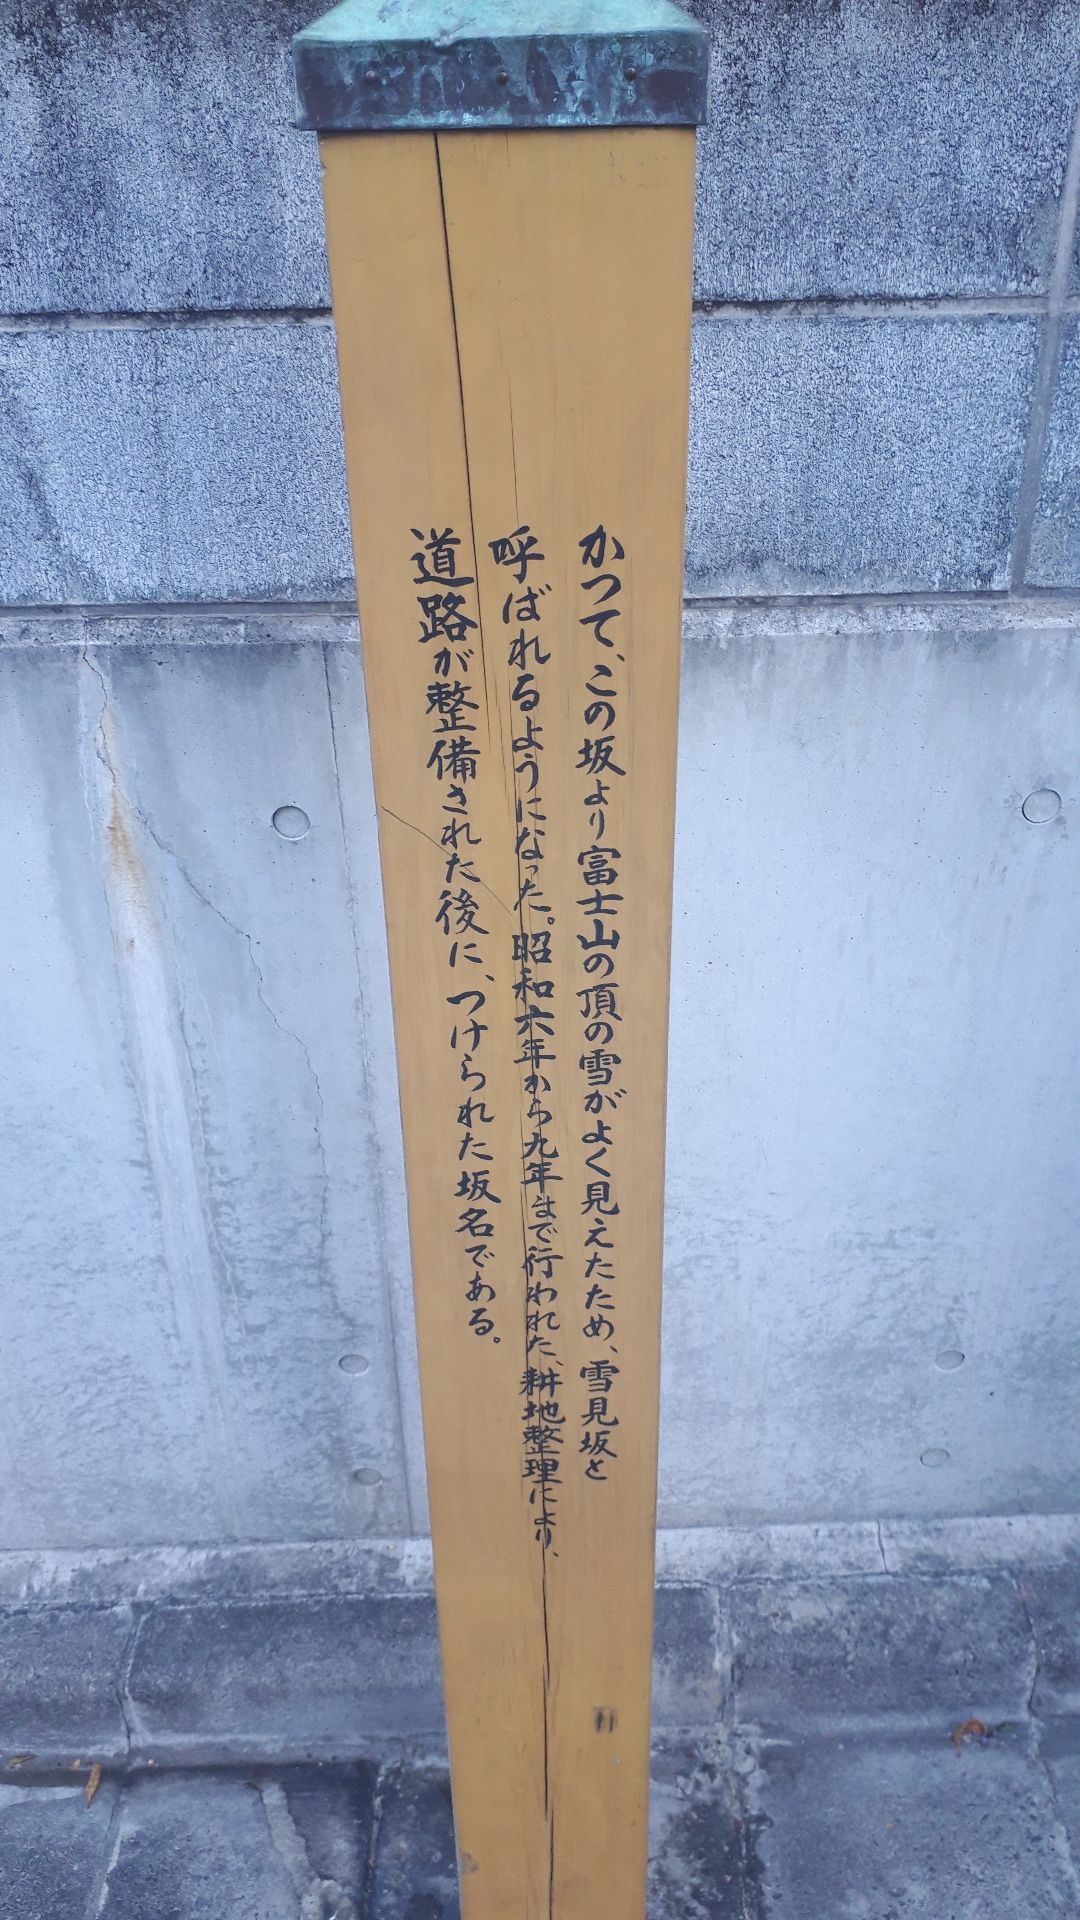 かつて、この坂より富士山の頂の雪がよく見えたため、雪見坂と
呼ばれるようになった。昭和六年から九年まで行われた、耕地整理により、
道路が整備された後に、つけられた坂名である。